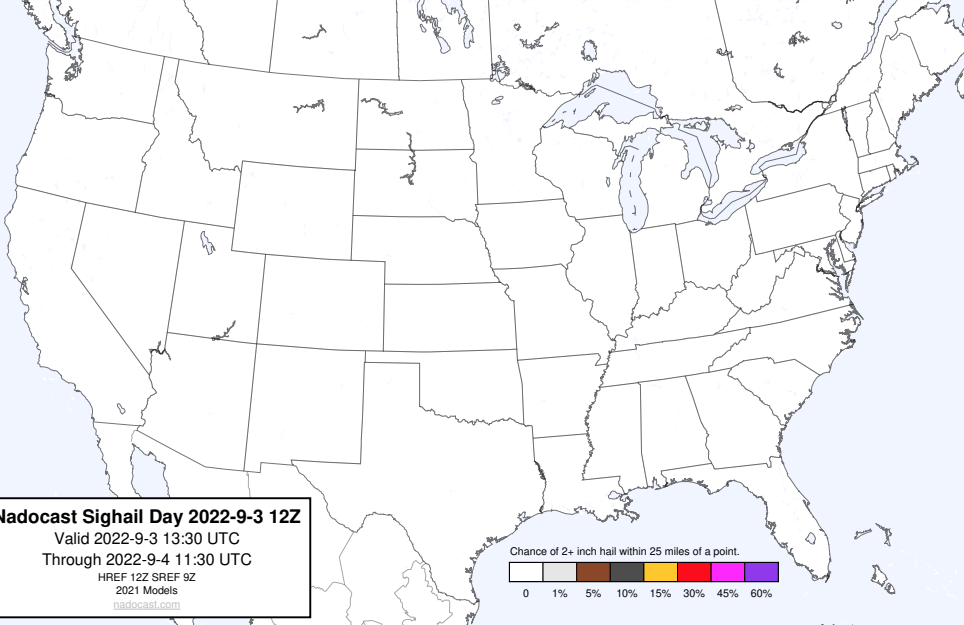 Nadocast Sighail Day 2022-9-3 12Z
Valid 2022-9-3 13:30 UTC
Through 2022-9-4 11:30 UTC
HREF 12Z SREF 9Z
2021 Models
nadocast.com
Chance of 2+ inch hail within 25 miles of a point.
0 1% 5% 10% 15% 30% 45% 60%